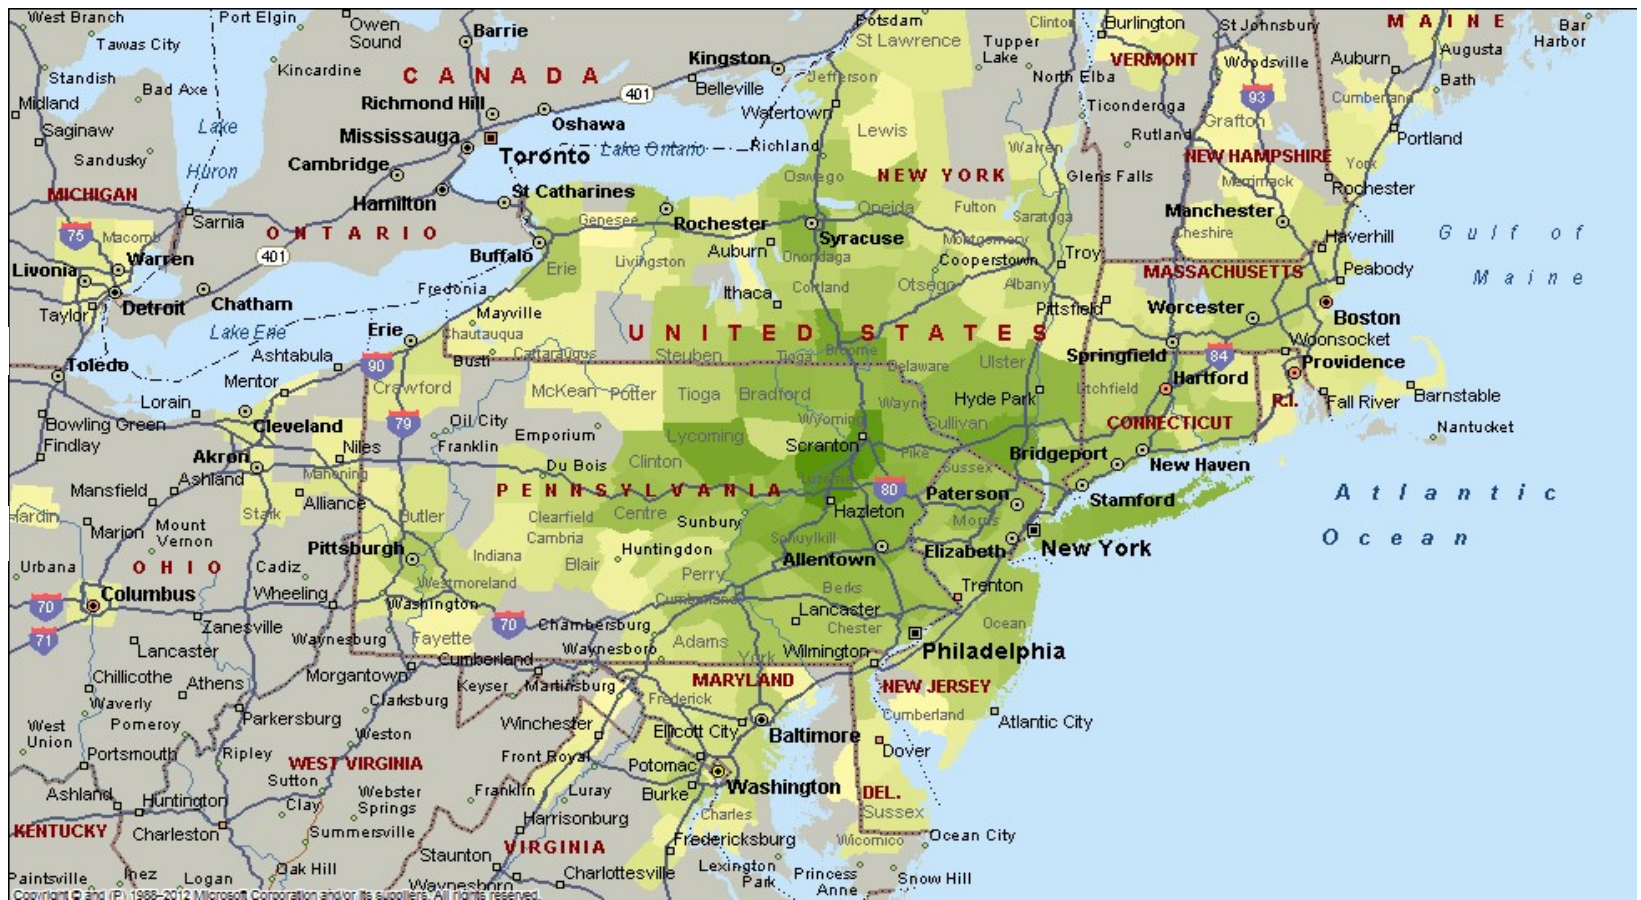 West Branch
Port Elgin
Owen
Sound
Barrie
Potsdam
Clinton
Burlington
St Johnsbury
MAINE
Bar
Harbor
Tawas City
St Lawrence
Tupper
Lake
Augusta
Kincardine
CANADA
Kingston
VERMONT
Woodsville
Auburn
Standish
Bad Axe
Belleville
Jefferson
North Elba
Bath
Midland
Richmond Hill
401
Watertown
Ticonderoga
93
Cumberland
Saginaw
Lake
Huron
Mississauga
Oshawa
Lewis
Rutland
Grafton
Portland
Sandusky
Toronto
Lake Ontario
Richland
Warren
NEW HAMPSHIRE
York
Cambridge
MICHIGAN
Hamilton
St Catharines
Oswego
NEW YORK
Glens Falls
Merrimack
Rochester
Sarnia
Genesee
Rochester
Oneida
Fulton
Saratoga
Manchester
75
Macomb
ONTARIO
Syracuse
Montgomery
Cheshire
Haverhill
Gulf of
Maine
Warren
401
Buffalo
Auburn
Onondaga
Cooperstown
Troy
Livonia
Erie
Livingston
MASSACHUSETTS
Peabody
Detroit
Chatham
Fredonia
Ithaca
Cortland
Otsego
Albany
Taylor
Mayville
Pittsfield
Worcester
Boston
Lake Erie
Erie
Chautauqua
UNITED STATES
Woonsocket
Toledo
Ashtabula
90
Busti
Cattaraugus
Steuben
Tioga
Broome
Delaware
Ulster
Springfield
84
Providence
Mentor
Crawford
McKean
Potter
Tioga
Bradford
Litchfield
Hartford
Lorain
Hyde Park
R.I.
Fall River
Barnstable
Bowling Green
Cleveland
79
Oil City
Wyoming
Wayne
Sullivan
CONNECTICUT
Nantucket
Findlay
Niles
Franklin
Emporium
Lycoming
Scranton
Akron
Du Bois
Clinton
Pike
Sussex
Bridgeport
New Haven
Ashland
Mahoning
Luzerne
Mansfield
Alliance
PENNSYLVANIA
80
Paterson
Stamford
Atlantic
Ocean
Hardin
Stark
Butler
Clearfield
Centre
Sunbury
Hazleton
Morris
Marion
Mount
Vernon
Cambria
Schuylkill
Elizabeth
New York
Pittsburgh
Indiana
Huntingdon
Allentown
Urbana
OHIO
Cadiz
Blair
Perry
Trenton
Westmoreland
Berks
70
Columbus
Wheeling
Washington
Cumberland
Lancaster
71
Zanesville
70
Chambersburg
Chester
Ocean
Lancaster
Waynesburg
Fayette
Waynesboro
Adams
Wilmington
Philadelphia
York
Cumberland
Chillicothe
Athens
Morgantown
Keyser
Martinsburg
MARYLAND
NEW JERSEY
Waverly
Clarksburg
Frederick
West
Union
Pomeroy
Parkersburg
Winchester
Cumberland
Atlantic City
Weston
Ellicott City
Baltimore
Portsmouth
Ripley
Front Royal
Dover
WEST VIRGINIA
Potomac
Sutton
Washington
Ashland
Huntington
Webster
Springs
Franklin
Luray
Burke
DEL.
Clay
Charles
Sussex
KENTUCKY
Charleston
Summersville
Harrisonburg
Fredericksburg
Wicomico
Ocean City
Staunton
VIRGINIA
Paintsville
Inez
Logan
Oak Hill
Charlottesville
Lexington
Park
Princess
Anne
Snow Hill
Waynesboro
Copyright © and (P) 1988–2012 Microsoft Corporation and/or its suppliers. All rights reserved.